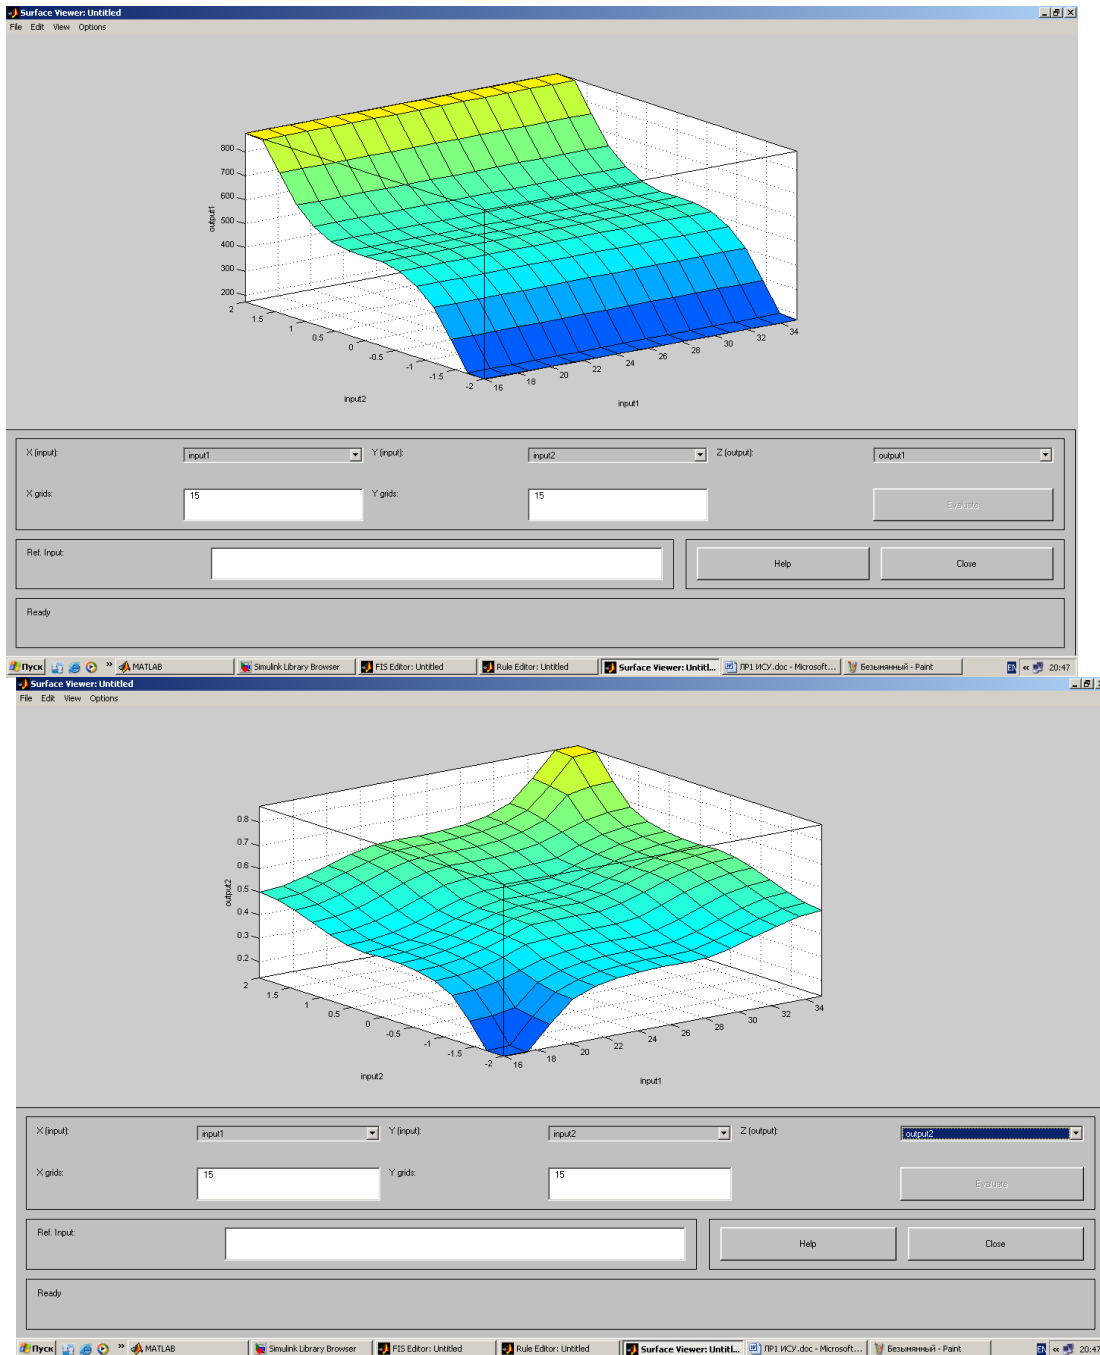 Surface Viewer: Untitled
File Edit View Options
800
700
600
500
400
300
200
output1
2
1.5
1
0.5
0
-0.5
-1
-1.5
-2
input2
16
18
20
22
24
26
28
30
32
34
input1
X (input): input1 Y (input): input2 Z (output): output1
X grids: 15 Y grids: 15 Evaluate
Ref. Input: Help Close
Ready
Пуск » MATLAB Simulink Library Browser FIS Editor: Untitled Rule Editor: Untitled Surface Viewer: Untitl... ЛР1 ИСУ.doc - Microsoft... Безымянный - Paint EN « 20:47
Surface Viewer: Untitled
File Edit View Options
0.8
0.7
0.6
0.5
0.4
0.3
0.2
output2
2
1.5
1
0.5
0
-0.5
-1
-1.5
-2
input2
16
18
20
22
24
26
28
30
32
34
input1
X (input): input1 Y (input): input2 Z (output): output2
X grids: 15 Y grids: 15 Evaluate
Ref. Input: Help Close
Ready
Пуск » MATLAB Simulink Library Browser FIS Editor: Untitled Rule Editor: Untitled Surface Viewer: Untitl... ЛР1 ИСУ.doc - Microsoft... Безымянный - Paint EN « 20:47